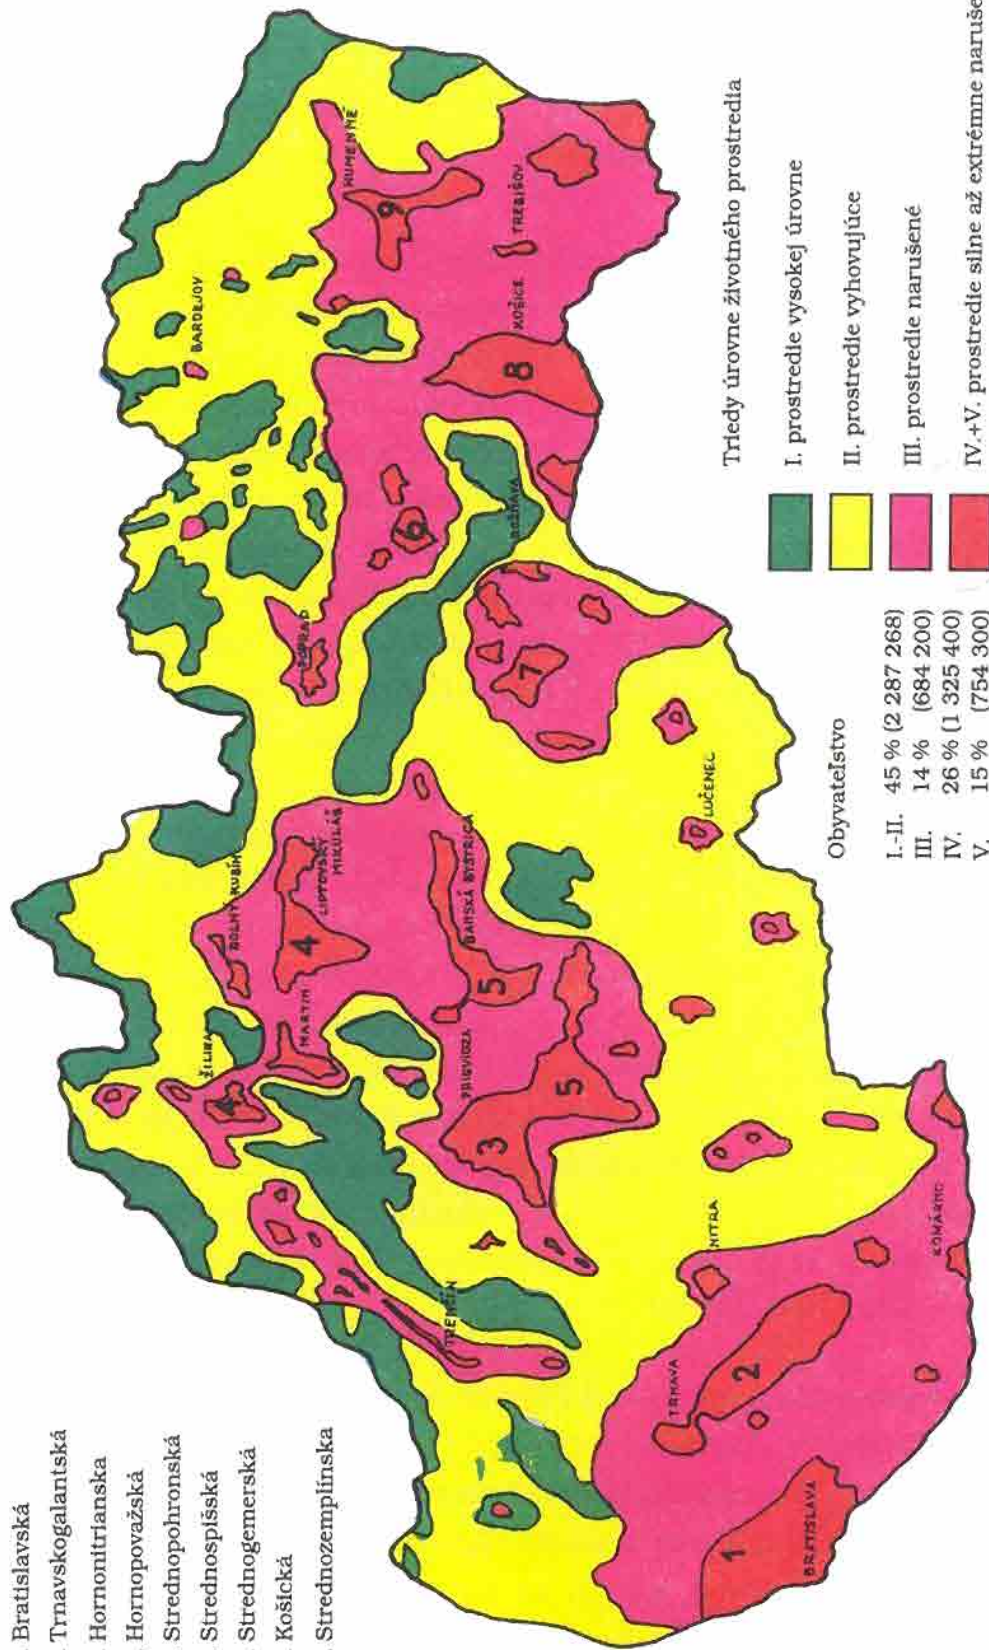 . Bratislavská
. Trnavskogalantská
. Hornonitrianska
. Hornopovažská
. Strednopohronská
. Strednospišská
. Strednogemerská
. Košická
. Strednozemplínska
ŽILINA
DOLNÝ KUBÍN
MARTIN
LIPTOVSKÝ
MIKULÁŠ
4
4
POPRAD
BARDEJOV
HUMENNÉ
TRENČÍN
PRIEVIDZA
BANSKÁ BYSTRICA
3
5
5
6
ROŽŇAVA
7
8
9
KOŠICE
TREBIŠOV
TRNAVA
NITRA
LUČENEC
1
2
BRATISLAVA
KOMÁRNO
Triedy úrovne životného prostredia
I. prostredie vysokej úrovne
II. prostredie vyhovujúce
III. prostredie narušené
IV.+V. prostredie silne až extrémne naruše
Obyvateľstvo
I.-II. 45 % (2 287 268)
III. 14 % (684 200)
IV. 26 % (1 325 400)
V. 15 % (754 300)